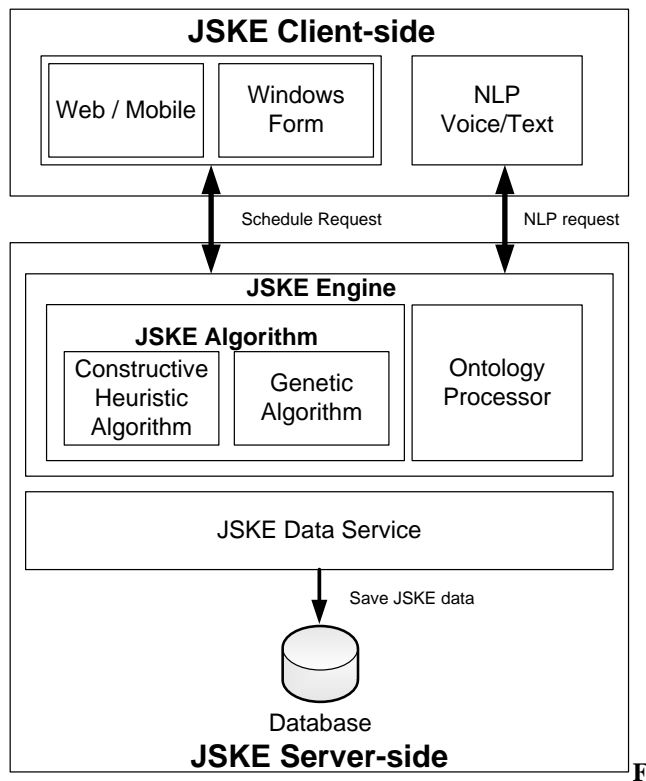 JSKE Client-side
Web / Mobile
Windows
Form
NLP
Voice/Text
Schedule Request
NLP request
JSKE Engine
JSKE Algorithm
Constructive
Heuristic
Algorithm
Genetic
Algorithm
Ontology
Processor
JSKE Data Service
Save JSKE data
Database
JSKE Server-side
F